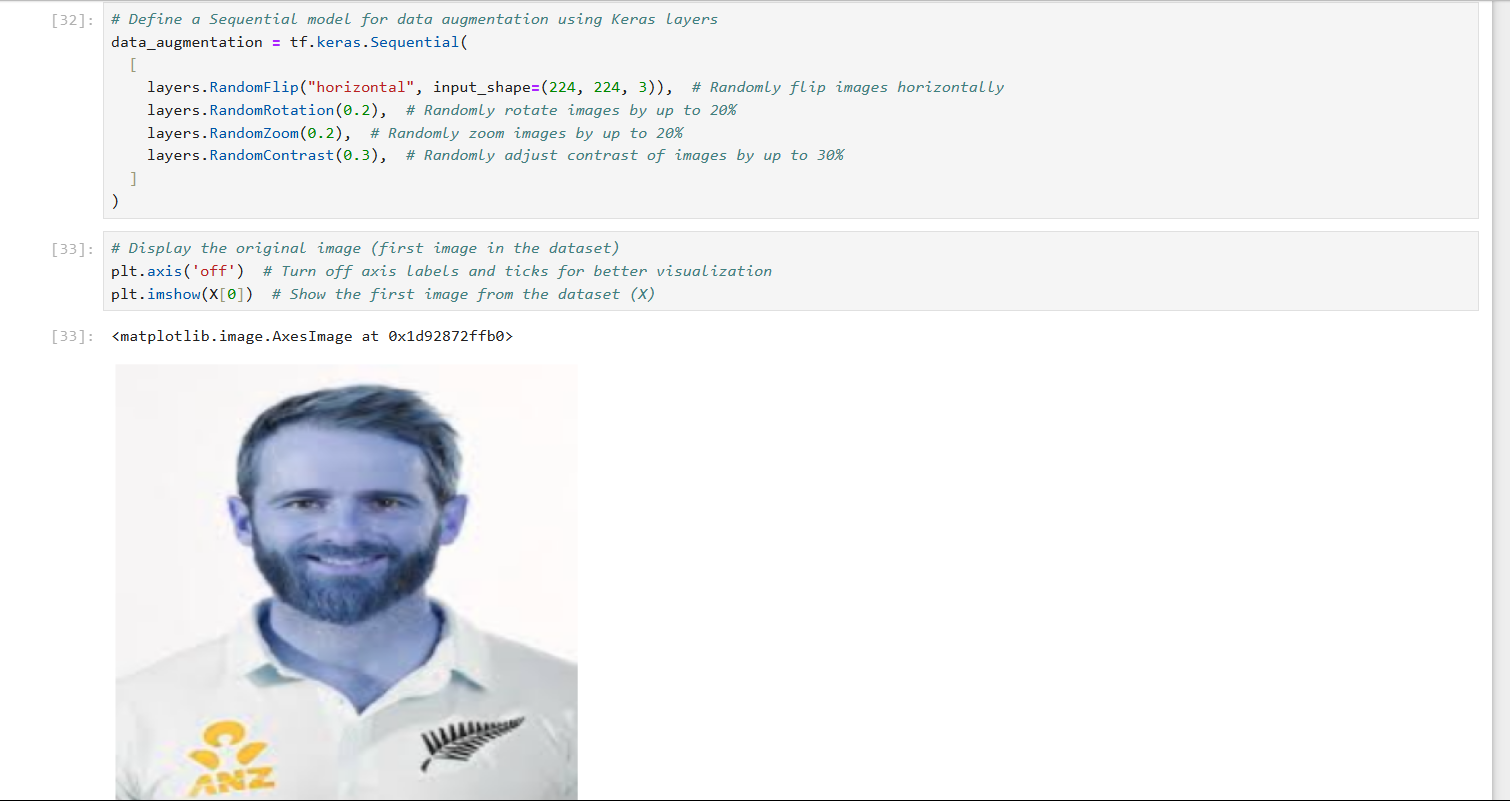 [32]: # Define a Sequential model for data augmentation using Keras layers
data_augmentation = tf.keras.Sequential(
[
layers.RandomFlip("horizontal", input_shape=(224, 224, 3)), # Randomly flip images horizontally
layers.RandomRotation(0.2), # Randomly rotate images by up to 20%
layers.RandomZoom(0.2), # Randomly zoom images by up to 20%
layers.RandomContrast(0.3), # Randomly adjust contrast of images by up to 30%
]
)
[33]: # Display the original image (first image in the dataset)
plt.axis('off') # Turn off axis labels and ticks for better visualization
plt.imshow(X[0]) # Show the first image from the dataset (X)
[33]: <matplotlib.image.AxesImage at 0x1d92872ffb0>
ANZ